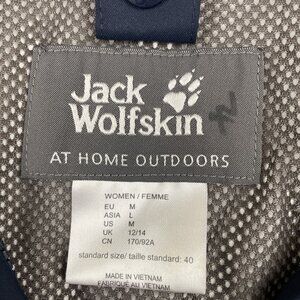 Jack
Wolfskin
AT HOME OUTDOORS
WOMEN / FEMME
EU M
ASIA L
US M
UK 12/14
CN 170/92A
standard size/ taille standard: 40
MADE IN VIETNAM
FABRIQUÉ AU VIETNAM